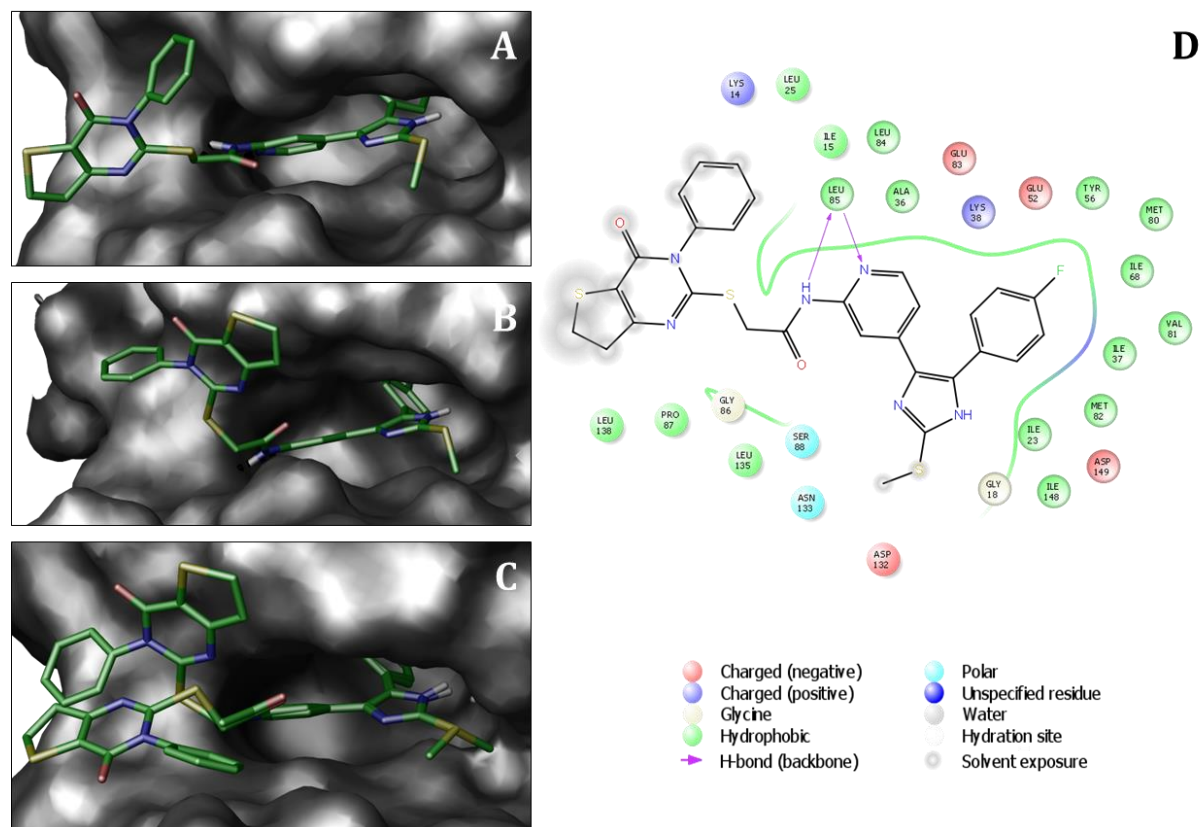 A
B
C
D
LYS
14
LEU
25
ILE
15
LEU
84
GLU
83
LEU
85
ALA
36
LYS
38
GLU
52
TYR
56
MET
80
ILE
68
VAL
81
ILE
37
MET
82
ILE
23
ASP
149
GLY
18
ILE
148
LEU
138
PRO
87
GLY
86
LEU
135
SER
88
ASN
133
ASP
132
O
N
S
S
N
H
N
N
O
F
N
NH
S
Charged (negative)
Charged (positive)
Glycine
Hydrophobic
H-bond (backbone)
Polar
Unspecified residue
Water
Hydration site
Solvent exposure